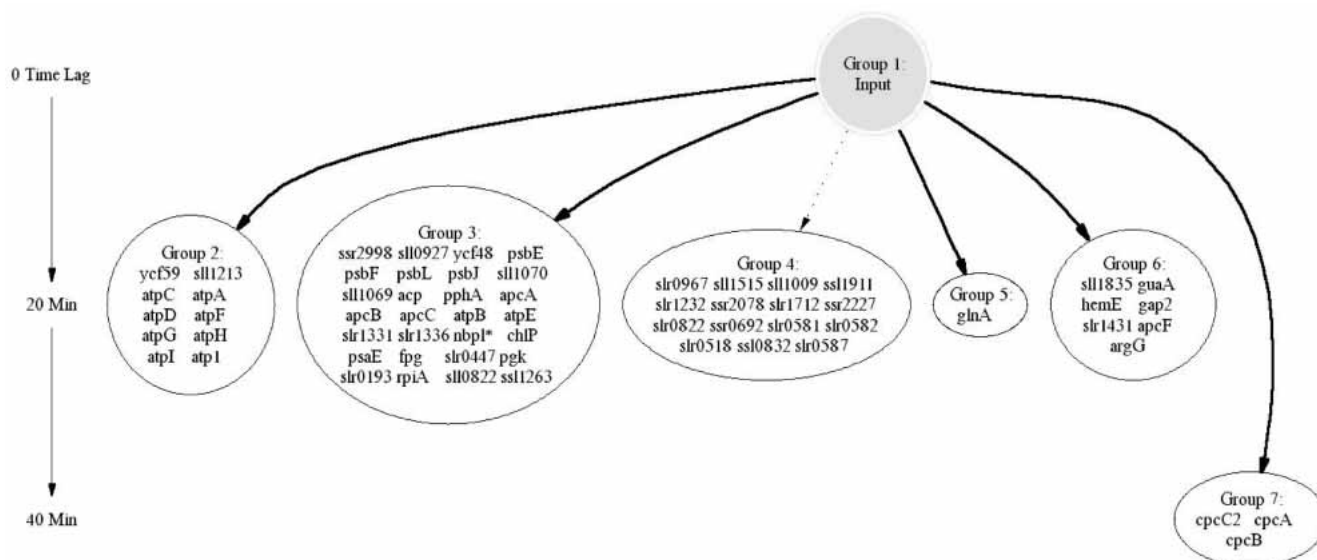 0 Time Lag
20 Min
40 Min
Group 1:
Input
Group 2:
ycf59 sll1213
atpC atpA
atpD atpF
atpG atpH
atpI atp1
Group 3:
ssr2998 sll0927 ycf48 psbE
psbF psbL psbJ sll1070
sll1069 acp pphA apcA
apcB apcC atpB atpE
slr1331 slr1336 nbpl* chlP
psaE fpg slr0447 pgk
slr0193 rpiA sll0822 ssl1263
Group 4:
slr0967 sll1515 sll1009 ssl1911
slr1232 ssr2078 slr1712 ssr2227
slr0822 ssr0692 slr0581 slr0582
slr0518 ssl0832 slr0587
Group 5:
glnA
Group 6:
sll1835 guaA
hemE gap2
slr1431 apcF
argG
Group 7:
cpcC2 cpcA
cpcB